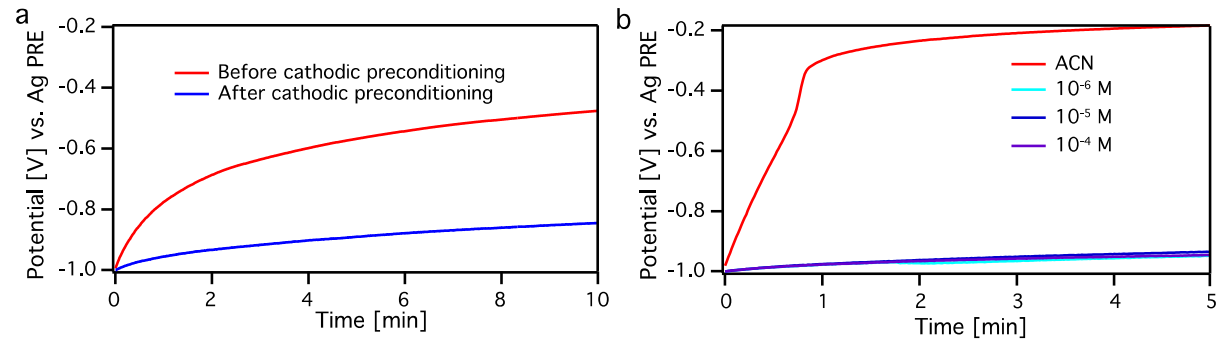 a
Potential [V] vs. Ag PRE
-0.2
-0.4
-0.6
-0.8
-1.0
Before cathodic preconditioning
After cathodic preconditioning
0
2
4
6
8
10
Time [min]
b
Potential [V] vs. Ag PRE
-0.2
-0.4
-0.6
-0.8
-1.0
ACN
10⁻⁶ M
10⁻⁵ M
10⁻⁴ M
0
1
2
3
4
5
Time [min]